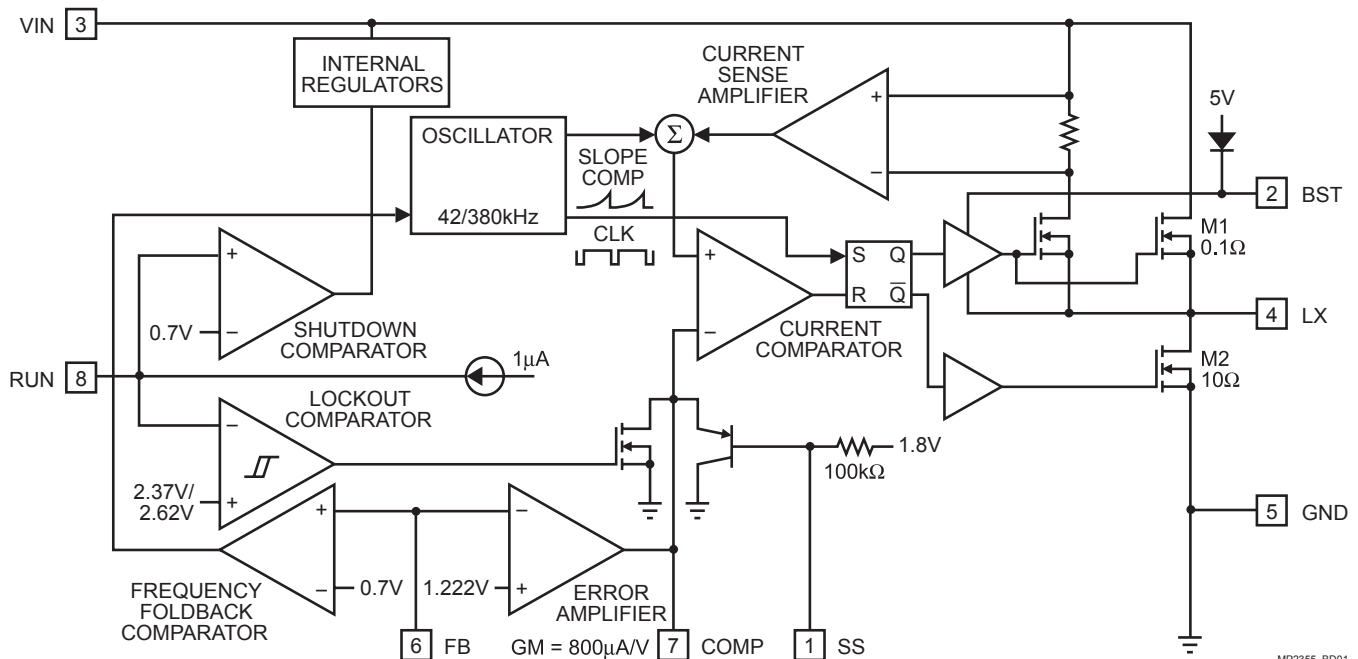 VIN 3
INTERNAL
REGULATORS
CURRENT
SENSE
AMPLIFIER
+
−
5V
OSCILLATOR
42/380kHz
Σ
SLOPE
COMP
CLK
2 BST
M1
0.1Ω
+
−
0.7V
SHUTDOWN
COMPARATOR
+
−
CURRENT
COMPARATOR
S Q
R Q̅
4 LX
RUN 8
1μA
M2
10Ω
LOCKOUT
COMPARATOR
−
+
2.37V/
2.62V
1.8V
100kΩ
5 GND
+
−
0.7V
FREQUENCY
FOLDBACK
COMPARATOR
−
+
1.222V
ERROR
AMPLIFIER
6 FB
GM = 800μA/V
7 COMP
1 SS
MP2355_BD01